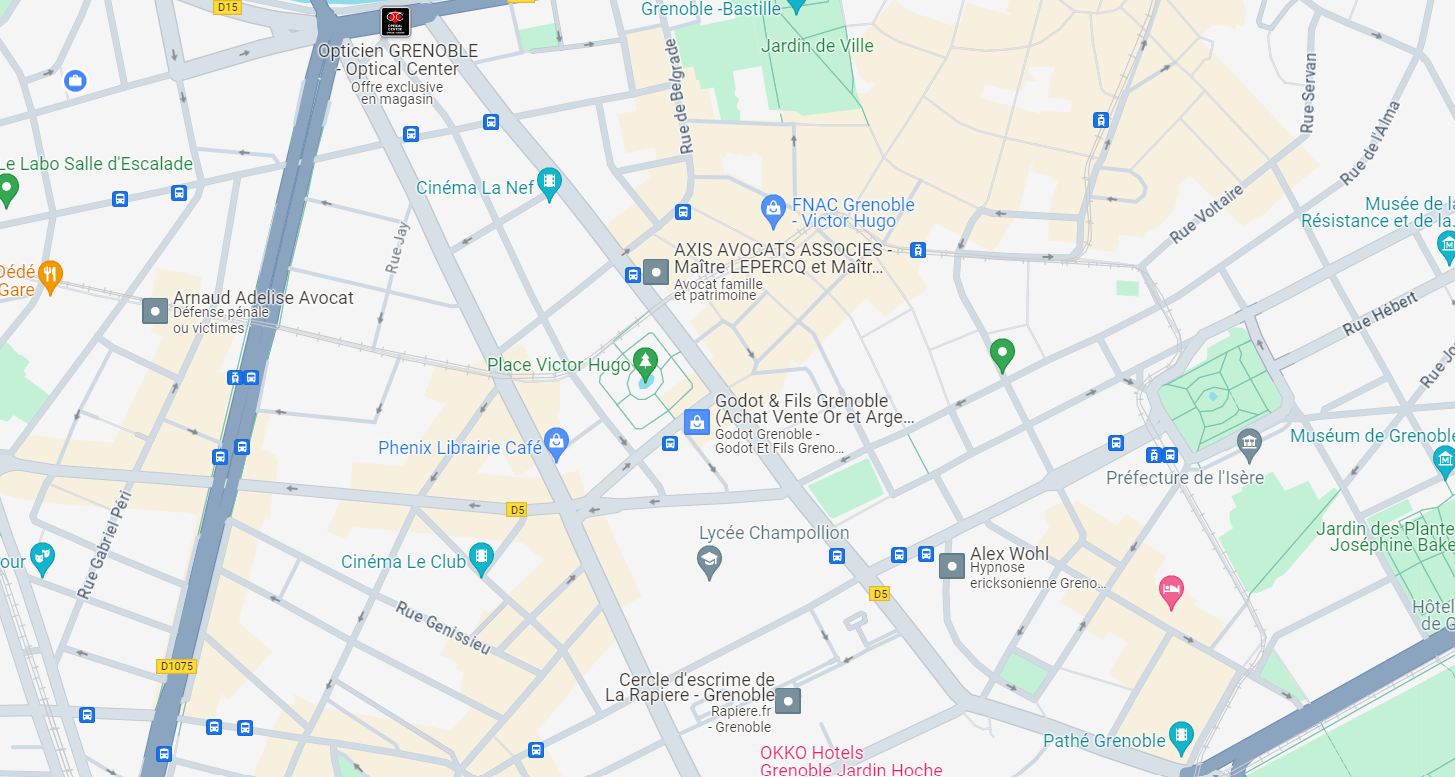 D15
Grenoble -Bastille
Jardin de Ville
Opticien GRENOBLE
- Optical Center
Offre exclusive
en magasin
OPTICAL
CENTER
Rue de Belgrade
Rue Servan
Rue de l'Alma
Le Labo Salle d'Escalade
Cinéma La Nef
FNAC Grenoble
- Victor Hugo
Rue Voltaire
Musée de la
Résistance et de la...
Rue Jay
AXIS AVOCATS ASSOCIES -
Maître LEPERCQ et Maîtr...
Avocat famille
et patrimoine
Dédé
Gare
Arnaud Adelise Avocat
Défense pénale
ou victimes
Rue Hébert
Place Victor Hugo
Rue Jo
Godot & Fils Grenoble
(Achat Vente Or et Arge...
Godot Grenoble -
Godot Et Fils Greno...
Phenix Librairie Café
Muséum de Grenoble
Préfecture de l'Isère
D5
Rue Gabriel Péri
Lycée Champollion
Jardin des Plante
Joséphine Bake
our
Cinéma Le Club
Alex Wohl
Hypnose
ericksonienne Greno...
D5
Hôtel
de G
Rue Genissieu
D1075
Cercle d'escrime de
La Rapiere - Grenoble
Rapiere.fr
- Grenoble
Pathé Grenoble
OKKO Hotels
Grenoble Jardin Hoche